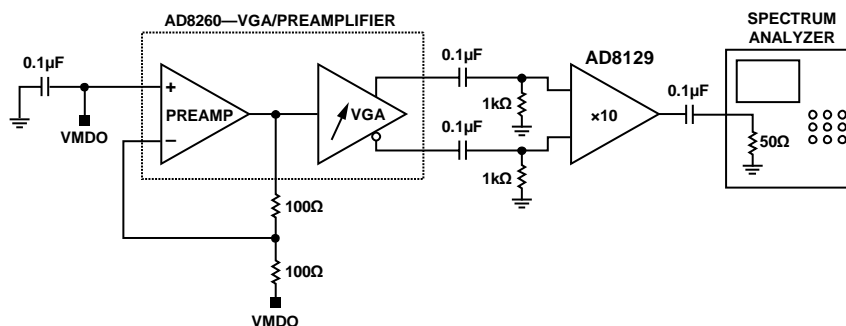 AD8260—VGA/PREAMPLIFIER
SPECTRUM
ANALYZER
0.1µF
+
PREAMP
−
VMDO
VGA
0.1µF
1kΩ
0.1µF
1kΩ
AD8129
×10
0.1µF
50Ω
100Ω
100Ω
VMDO